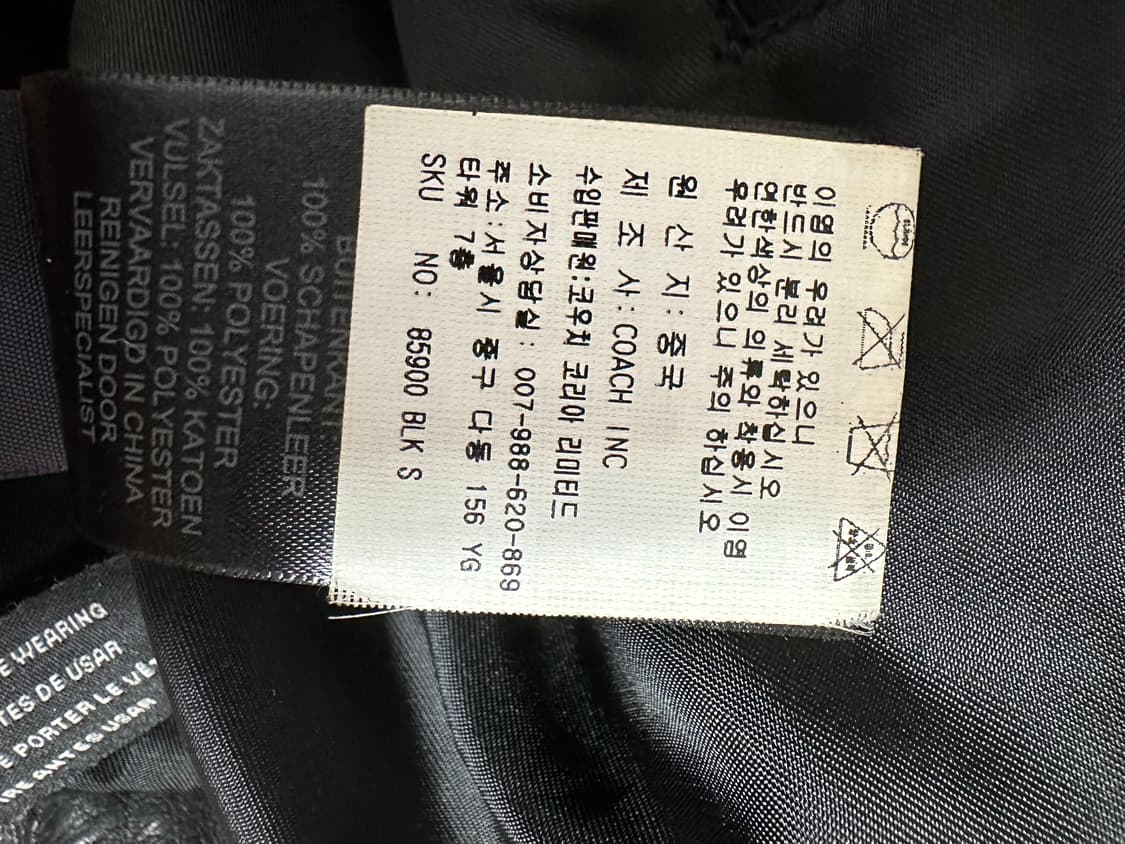 이염의 우려가 있으니
반드시 분리 세탁하십시오
연한색상의 의류와 착용시 이염
우려가 있으니 주의 하십시오
원 산 지: 중국
제 조 사: COACH INC
수입판매원:코우치 코리아 리미티드
소비자상담실: 007-988-620-869
주소:서울시 중구 다동 156 YG
타워 7층
SKU NO: 85900 BLK S
BUITENKANT
100% SCHAPENLEER
VOERING:
100% POLYESTER
ZAKTASSEN: 100% KATOEN
VULSEL 100% POLYESTER
VERVAARDIGD IN CHINA
REINIGEN DOOR
LEERSPECIALIST
E WEARING
TES DE USAR
E PORTER LE VÊ-
ANTES USAR